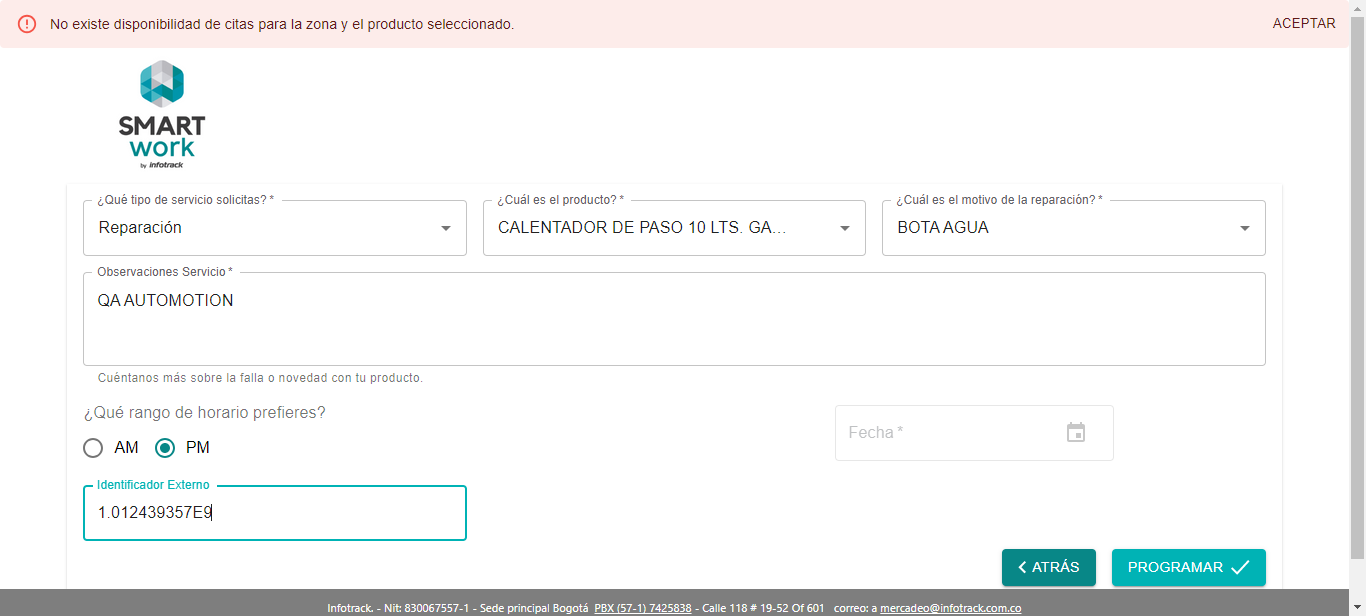 No existe disponibilidad de citas para la zona y el producto seleccionado.
ACEPTAR
SMART
work
by infotrack
¿Qué tipo de servicio solicitas? *
Reparación
¿Cuál es el producto? *
CALENTADOR DE PASO 10 LTS. GA...
¿Cuál es el motivo de la reparación? *
BOTA AGUA
Observaciones Servicio *
QA AUTOMOTION
Cuéntanos más sobre la falla o novedad con tu producto.
¿Qué rango de horario prefieres?
AM
PM
Fecha *
Identificador Externo
1.012439357E9
ATRÁS
PROGRAMAR
Infotrack. - Nit: 830067557-1 - Sede principal Bogotá PBX (57-1) 7425838 - Calle 118 # 19-52 Of 601 correo: a mercadeo@infotrack.com.co